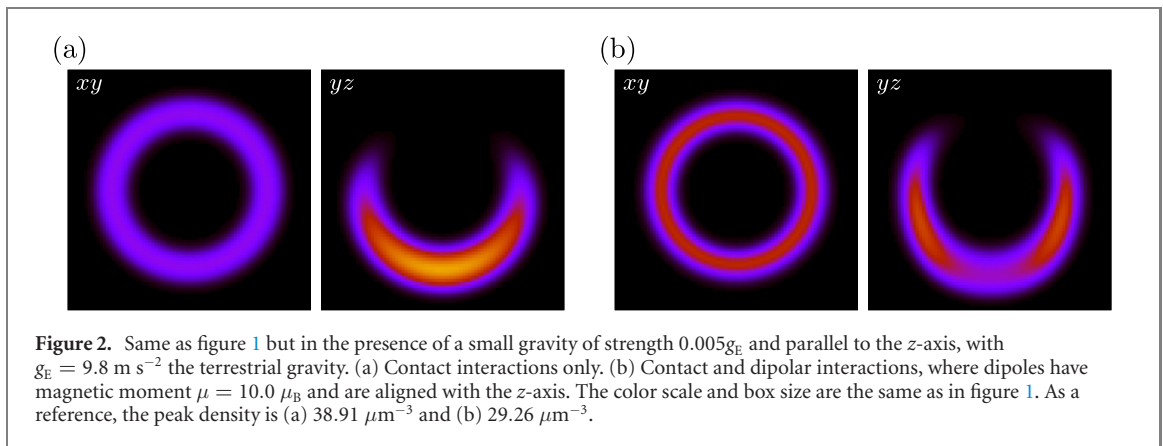 (a)
(b)
xy
yz
xy
yz
Figure 2. Same as figure 1 but in the presence of a small gravity of strength 0.005g_E and parallel to the z-axis, with
g_E = 9.8 m s⁻² the terrestrial gravity. (a) Contact interactions only. (b) Contact and dipolar interactions, where dipoles have
magnetic moment μ = 10.0 μ_B and are aligned with the z-axis. The color scale and box size are the same as in figure 1. As a
reference, the peak density is (a) 38.91 μm⁻³ and (b) 29.26 μm⁻³.